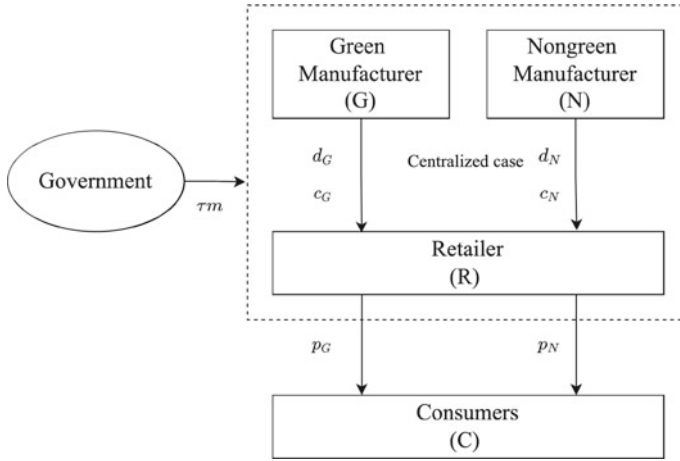 Green
Manufacturer
(G)
Nongreen
Manufacturer
(N)
d_G
Centralized case
d_N
Government
τm
c_G
c_N
Retailer
(R)
p_G
p_N
Consumers
(C)